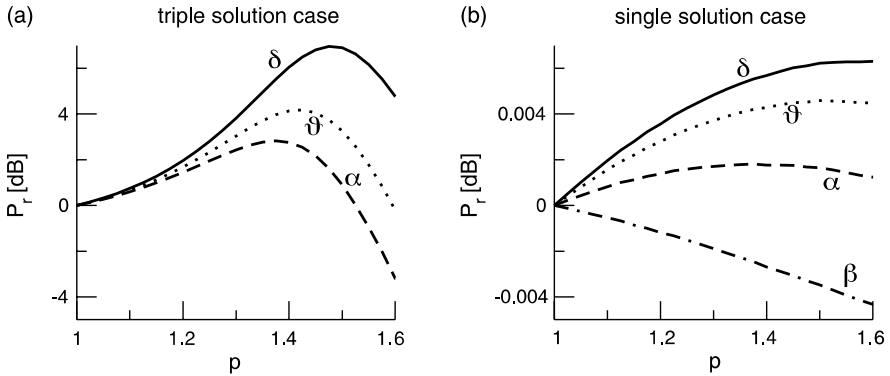 (a) triple solution case
δ
ϑ
α
4
0
-4
P_r [dB]
1 1.2 1.4 1.6
p
(b) single solution case
δ
ϑ
α
β
0.004
0
-0.004
P_r [dB]
1 1.2 1.4 1.6
p